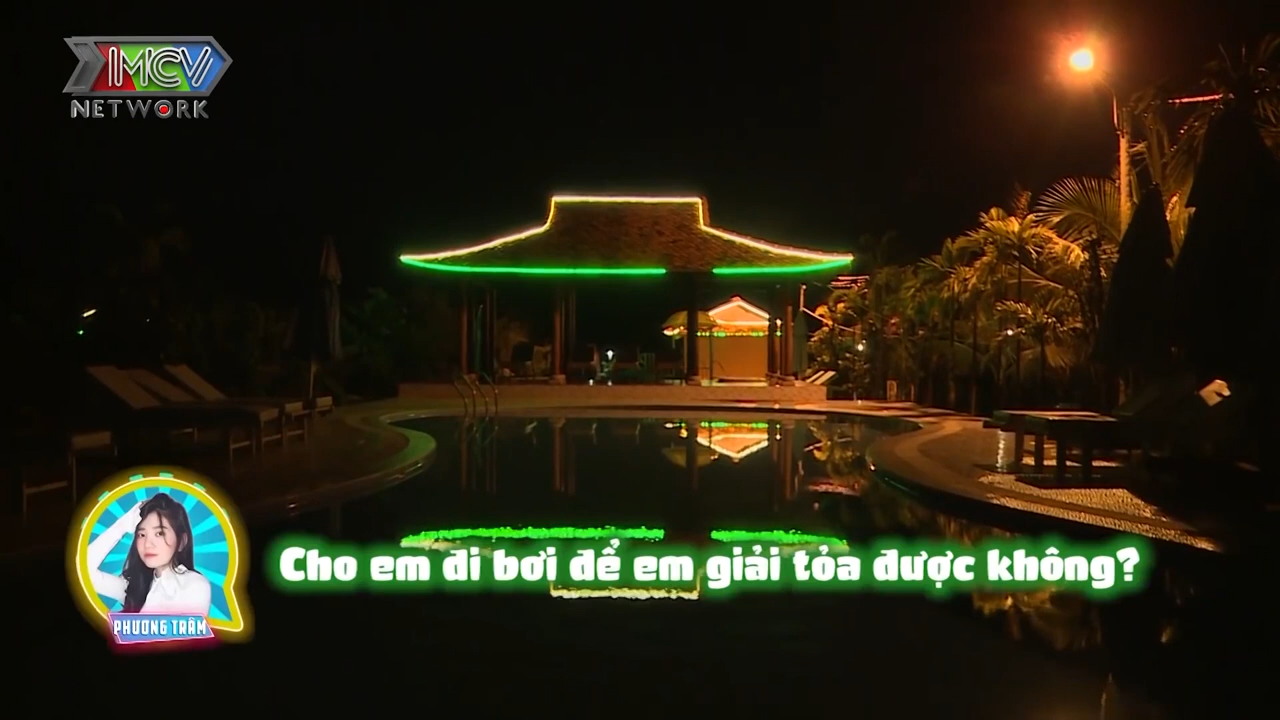 MCV
NETWORK
Cho em đi bơi để em giải tỏa được không?
PHƯƠNG TRÂM